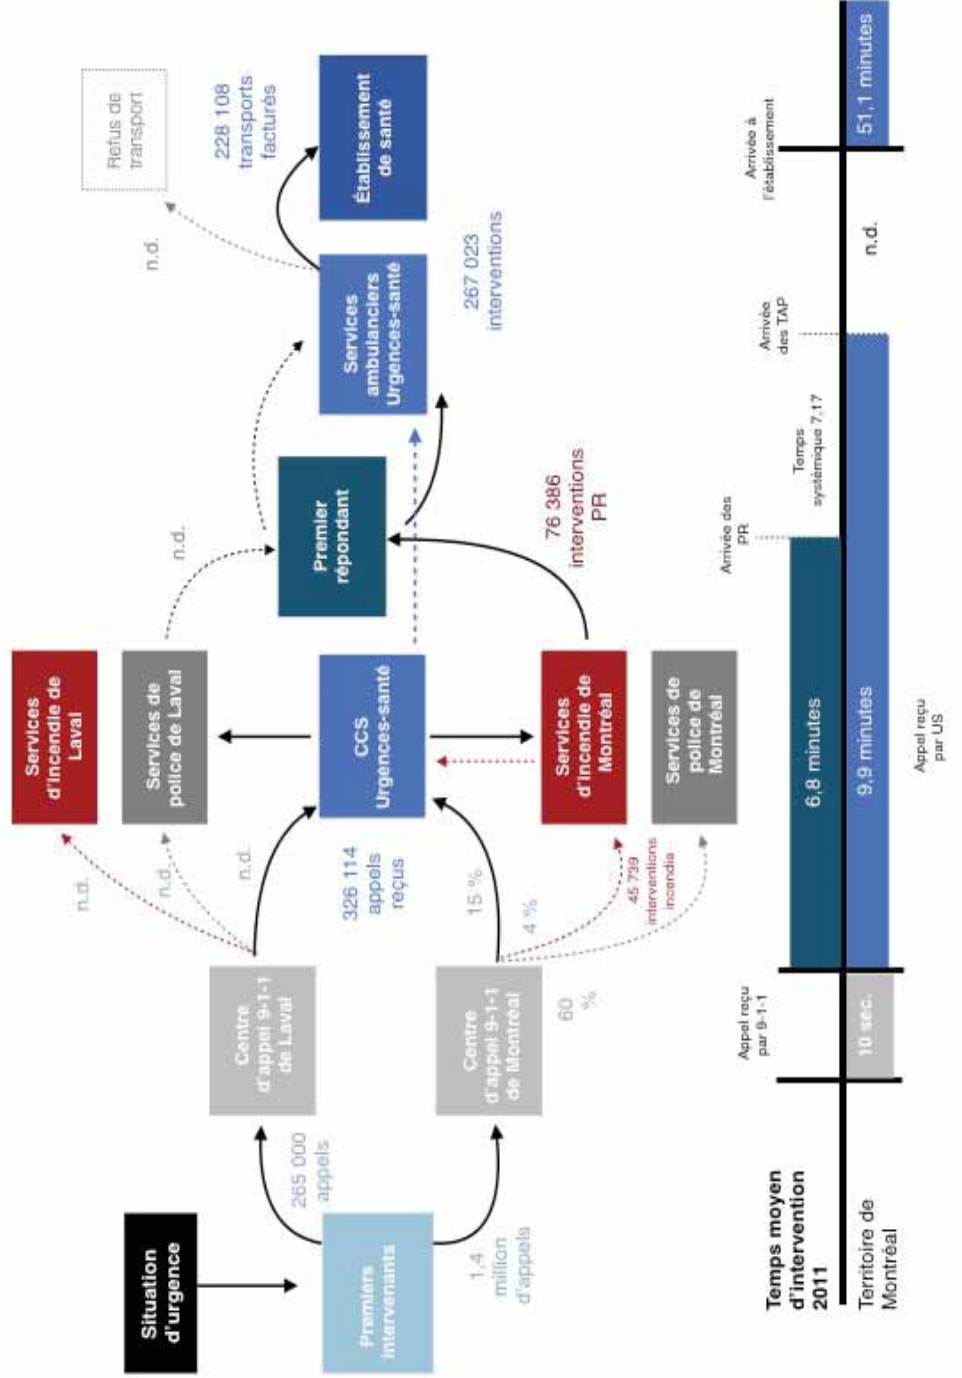 Situation
d'urgence
Premiers
intervenants
265 000
appels
1,4
million
d'appels
Centre
d'appel 9-1-1
de Laval
Centre
d'appel 9-1-1
de Montréal
n.d.
n.d.
n.d.
326 114
appels
reçus
15 %
4 %
60
%
45 739
interventions
incendie
Services
d'incendie de
Laval
Services de
police de Laval
CCS
Urgences-santé
Services
d'incendie de
Montréal
Services de
police de
Montréal
n.d.
Premier
répondant
76 386
interventions
PR
Services
ambulanciers
Urgences-santé
267 023
interventions
n.d.
Refus de
transport
228 108
transports
facturés
Établissement
de santé
Temps moyen
d'intervention
2011
Territoire de
Montréal
Appel reçu
par 9-1-1
10 sec.
Appel reçu
par US
6,8 minutes
9,9 minutes
Arrivée des
PR
Temps
systémique 7,17
Arrivée
des TAP
n.d.
Arrivée à
l'établissement
51,1 minutes